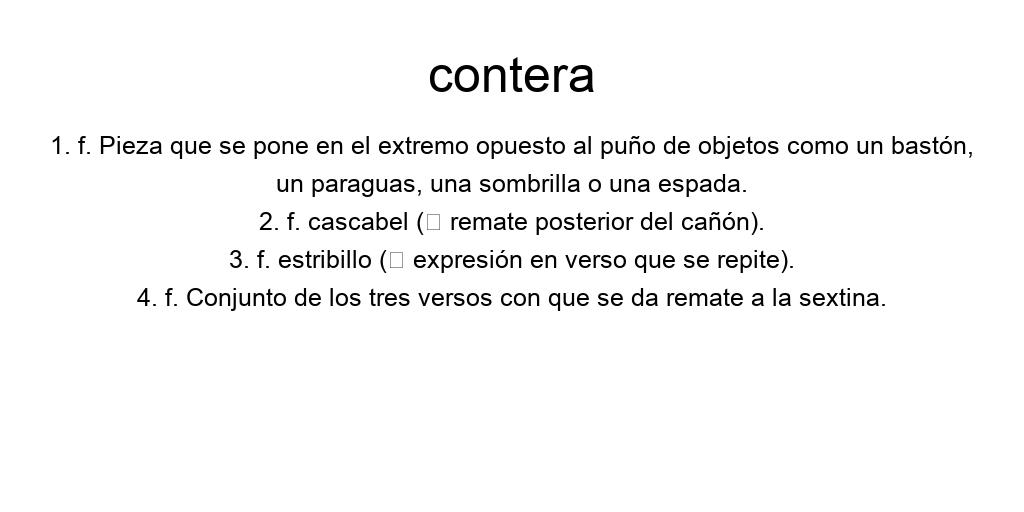 contera
1. f. Pieza que se pone en el extremo opuesto al puño de objetos como un bastón,
un paraguas, una sombrilla o una espada.
2. f. cascabel (□ remate posterior del cañón).
3. f. estribillo (□ expresión en verso que se repite).
4. f. Conjunto de los tres versos con que se da remate a la sextina.